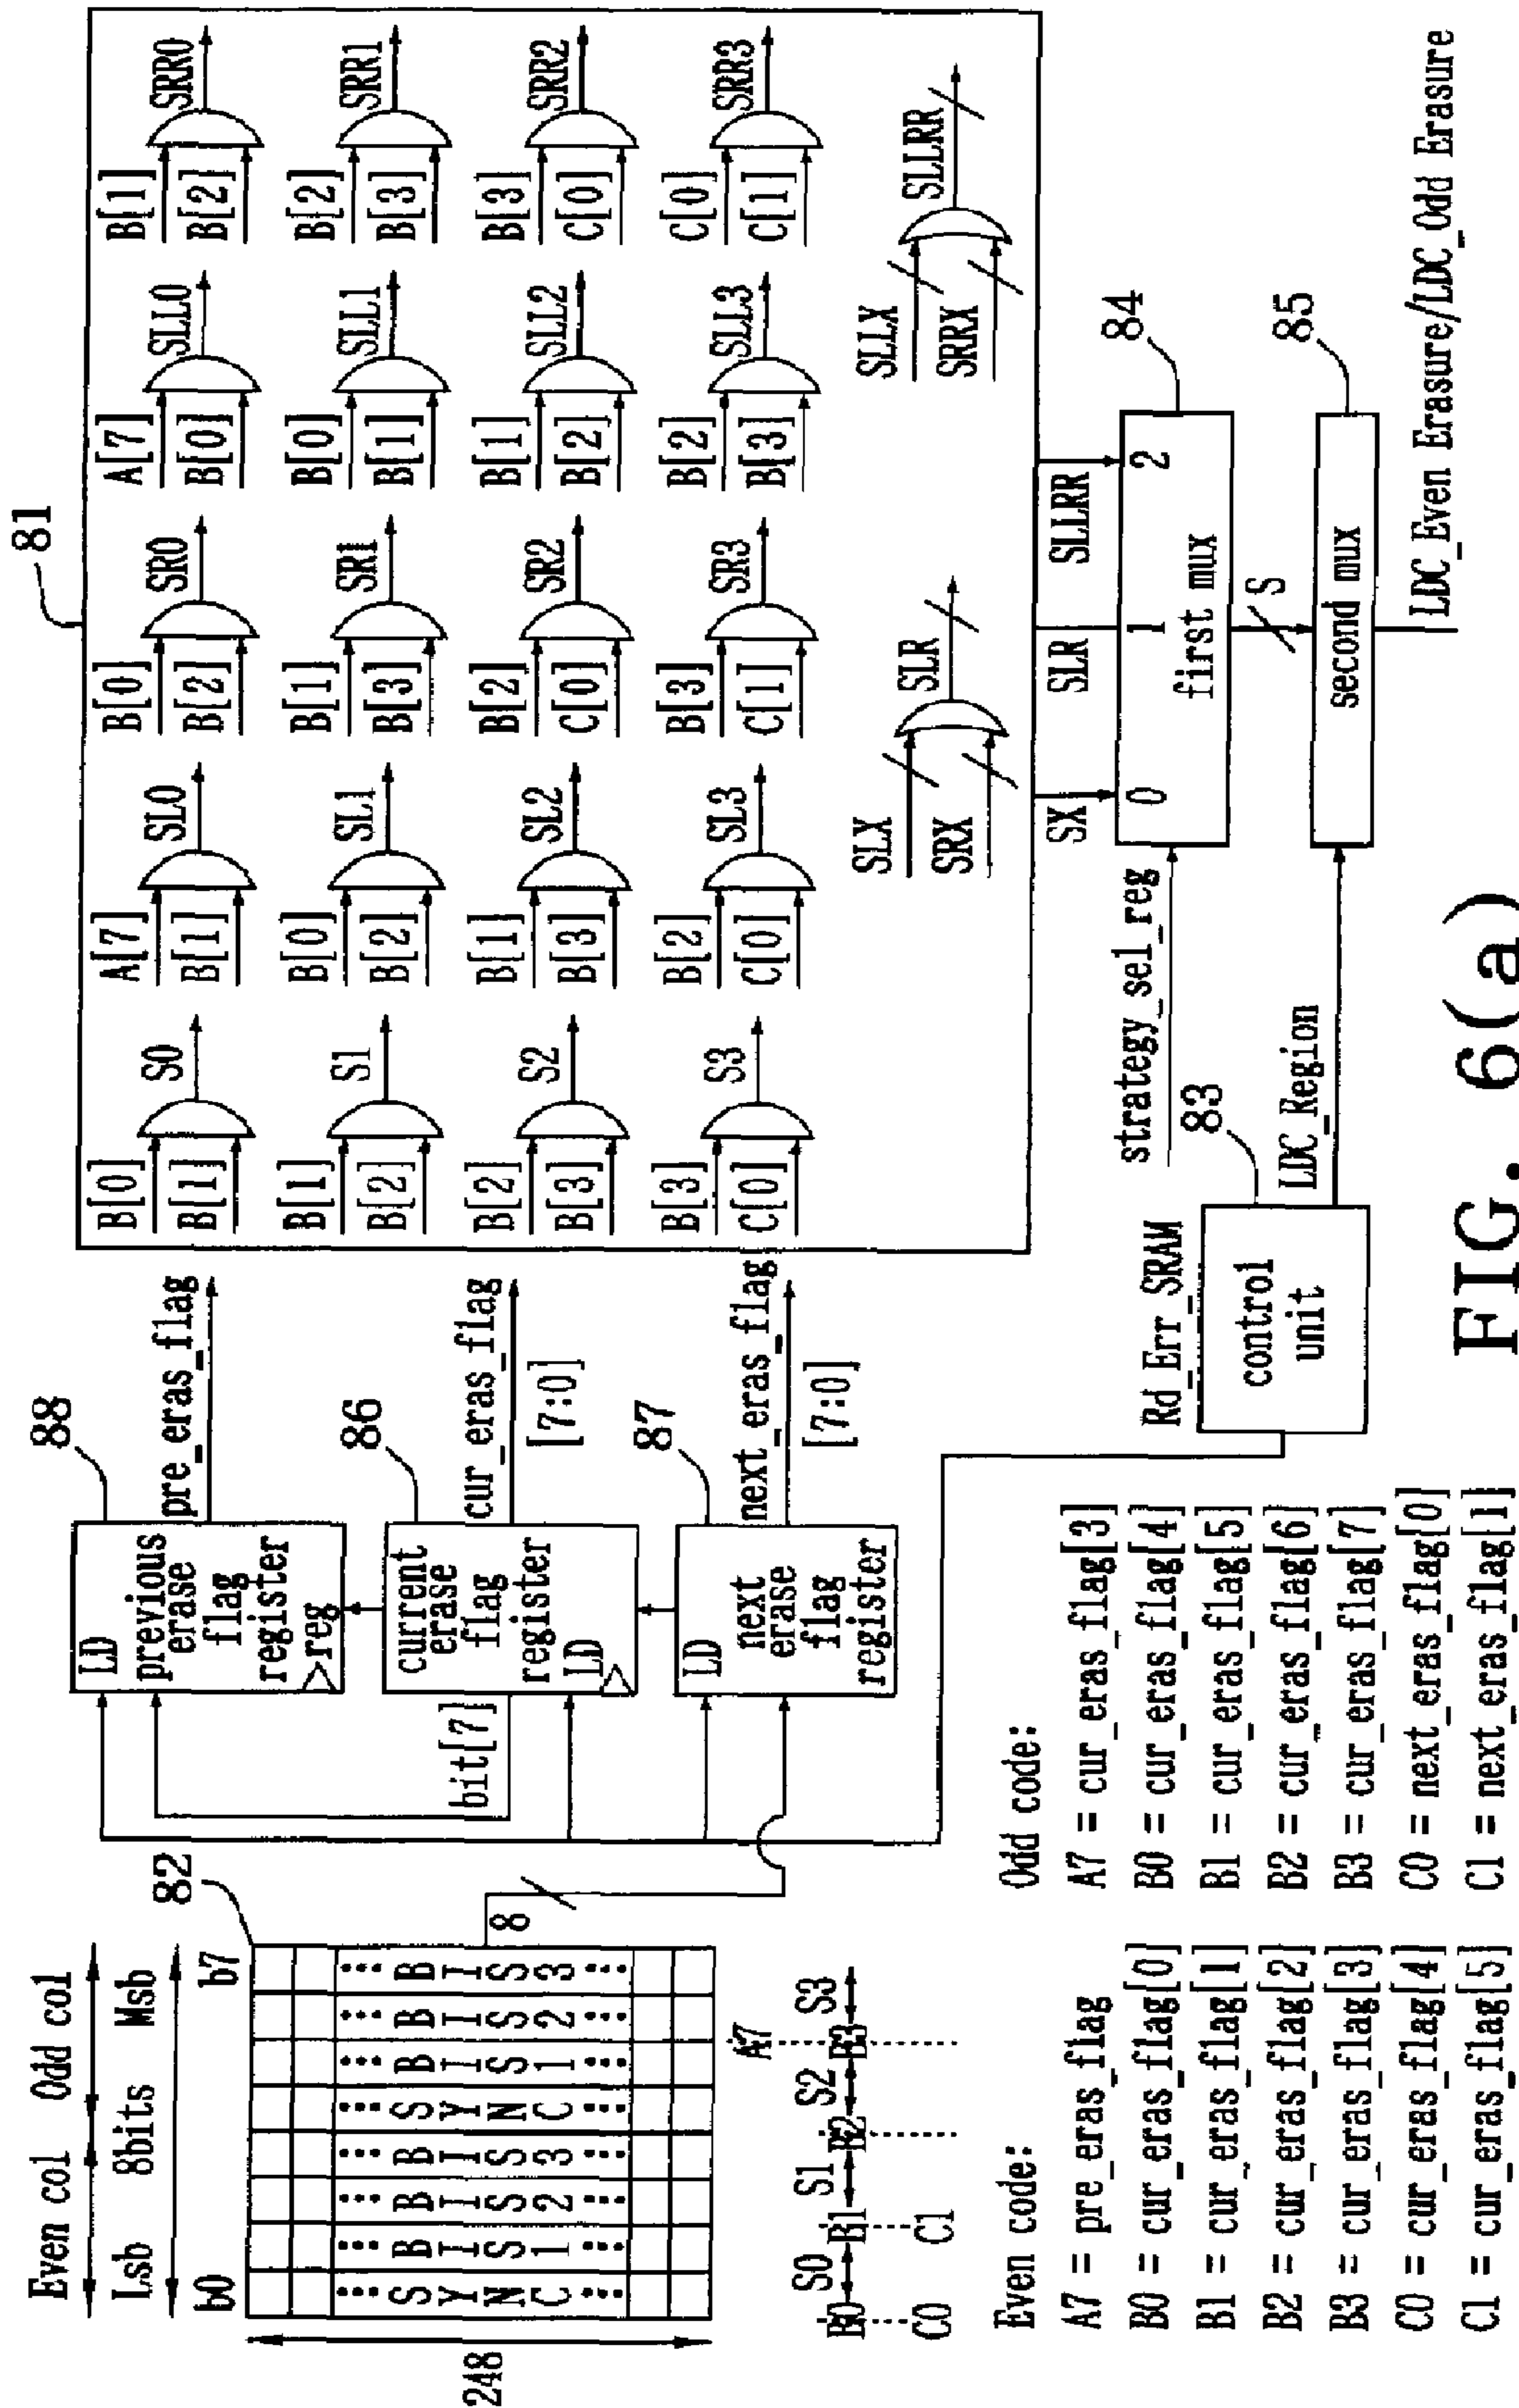 Even col Odd col
Lsb 8bits Msb
b0 b7
82
248
SYNC
BIS1
BIS2
BIS3
SYNC
BIS1
BIS2
BIS3
8
S0 S1 S2 S3
A7
B0 B1 B2 B3
C0 C1
Even code:
A7 = pre_eras_flag
B0 = cur_eras_flag[0]
B1 = cur_eras_flag[1]
B2 = cur_eras_flag[2]
B3 = cur_eras_flag[3]
C0 = cur_eras_flag[4]
C1 = cur_eras_flag[5]
Odd code:
A7 = cur_eras_flag[3]
B0 = cur_eras_flag[4]
B1 = cur_eras_flag[5]
B2 = cur_eras_flag[6]
B3 = cur_eras_flag[7]
C0 = next_eras_flag[0]
C1 = next_eras_flag[1]
88
LD
previous
erase
flag
register
reg
pre_eras_flag
bit[7]
86
current
erase
flag
register
LD
cur_eras_flag
[7:0]
87
LD
next
erase
flag
register
next_eras_flag
[7:0]
81
B[0]
B[1]
S0
B[1]
B[2]
S1
B[2]
B[3]
S2
B[3]
C[0]
S3
A[7]
B[1]
SL0
B[0]
B[2]
SL1
B[1]
B[3]
SL2
B[2]
C[0]
SL3
B[0]
B[2]
SR0
B[1]
B[3]
SR1
B[2]
C[0]
SR2
B[3]
C[1]
SR3
A[7]
B[0]
SLL0
B[0]
B[1]
SLL1
B[1]
B[2]
SLL2
B[2]
B[3]
SLL3
B[1]
B[2]
SRR0
B[2]
B[3]
SRR1
B[3]
C[0]
SRR2
C[0]
C[1]
SRR3
SLX
SRX
SLR
SLLX
SRRX
SLLRR
SX SLR SLLRR
84
0 1 2
first mux
strategy_sel_reg
S
85
second mux
Rd_Err_SRAM
83
control
unit
LDC_Region
LDC_Even Erasure/LDC_Odd Erasure
FIG. 6(a)